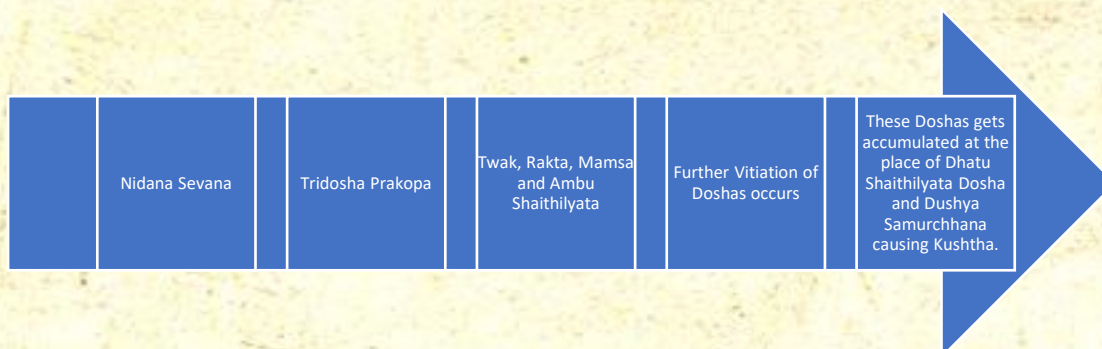 Nidana Sevana
Tridosha Prakopa
Twak, Rakta, Mamsa
and Ambu
Shaithilyata
Further Vitiation of
Doshas occurs
These Doshas gets
accumulated at the
place of Dhatu
Shaithilyata Dosha
and Dushya
Samurchhana
causing Kushtha.